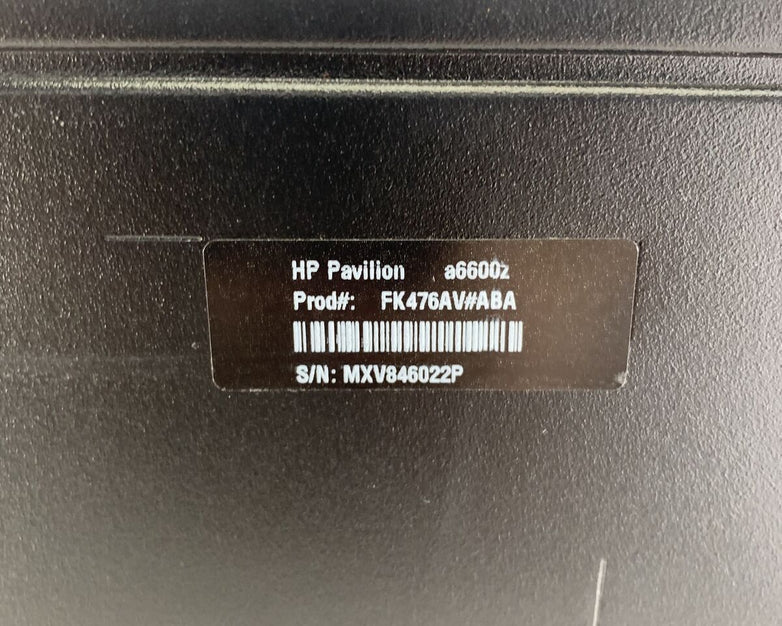 HP Pavilion a6600z
Prod#: FK476AV#ABA
S/N: MXV846022P